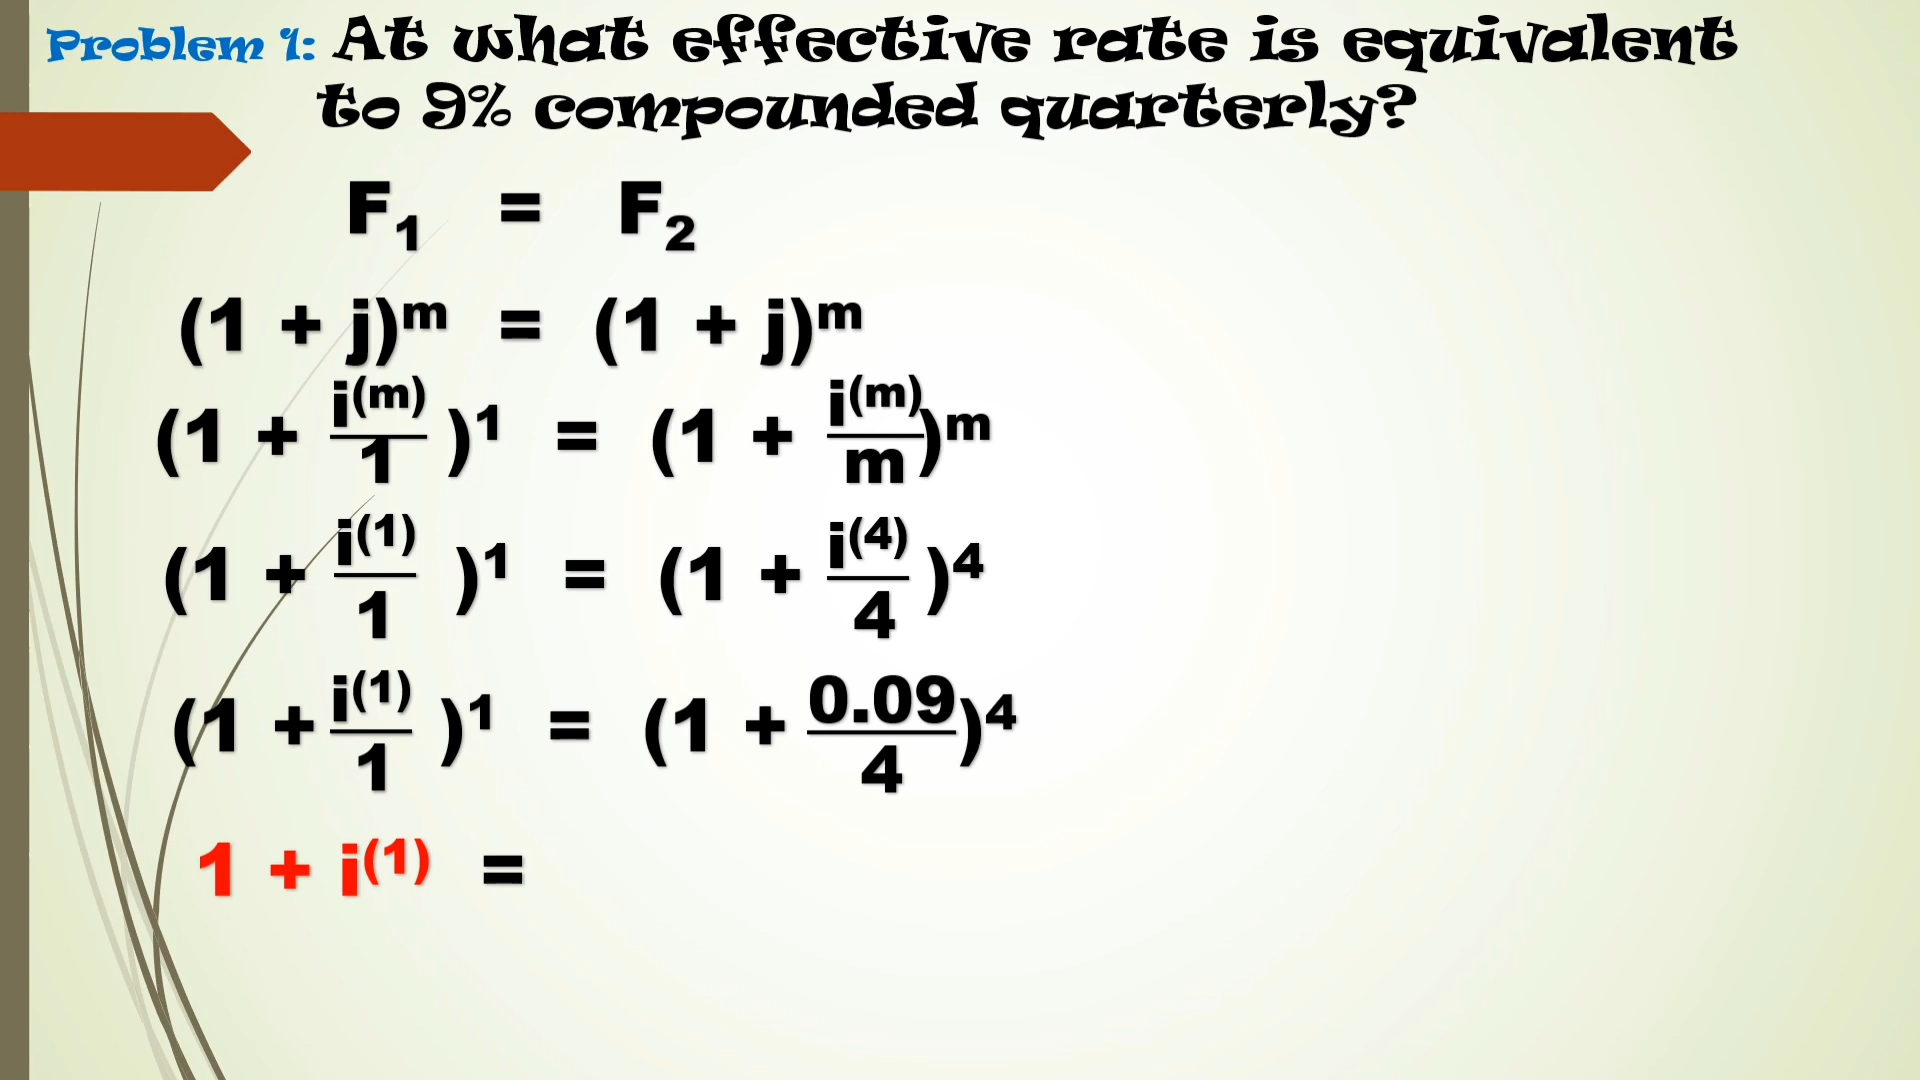 Problem 1: At what effective rate is equivalent
to 9% compounded quarterly?
F₁ = F₂
(1 + j)ᵐ = (1 + j)ᵐ
(1 + i⁽ᵐ⁾/1 )¹ = (1 + i⁽ᵐ⁾/m)ᵐ
(1 + i⁽¹⁾/1 )¹ = (1 + i⁽⁴⁾/4 )⁴
(1 + i⁽¹⁾/1 )¹ = (1 + 0.09/4)⁴
1 + i⁽¹⁾ =